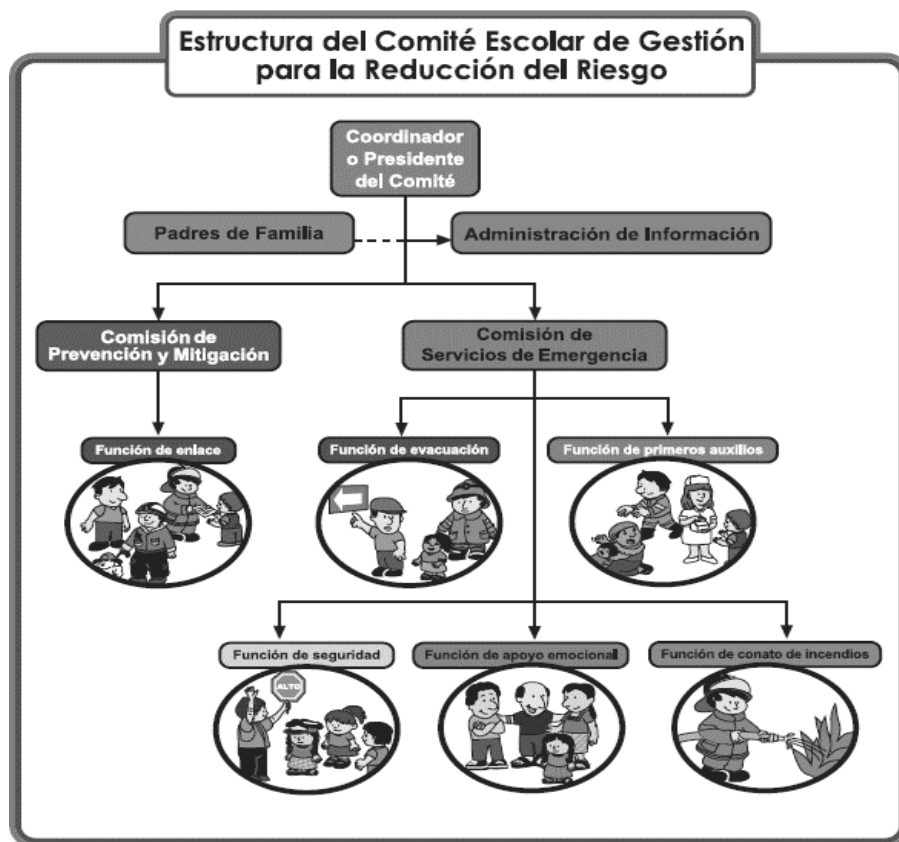 Estructura del Comité Escolar de Gestión
para la Reducción del Riesgo
Coordinador
o Presidente
del Comité
Padres de Familia
Administración de Información
Comisión de
Prevención y Mitigación
Comisión de
Servicios de Emergencia
Función de enlace
Función de evacuación
Función de primeros auxilios
Función de seguridad
Función de apoyo emocional
Función de conato de incendios
ALTO